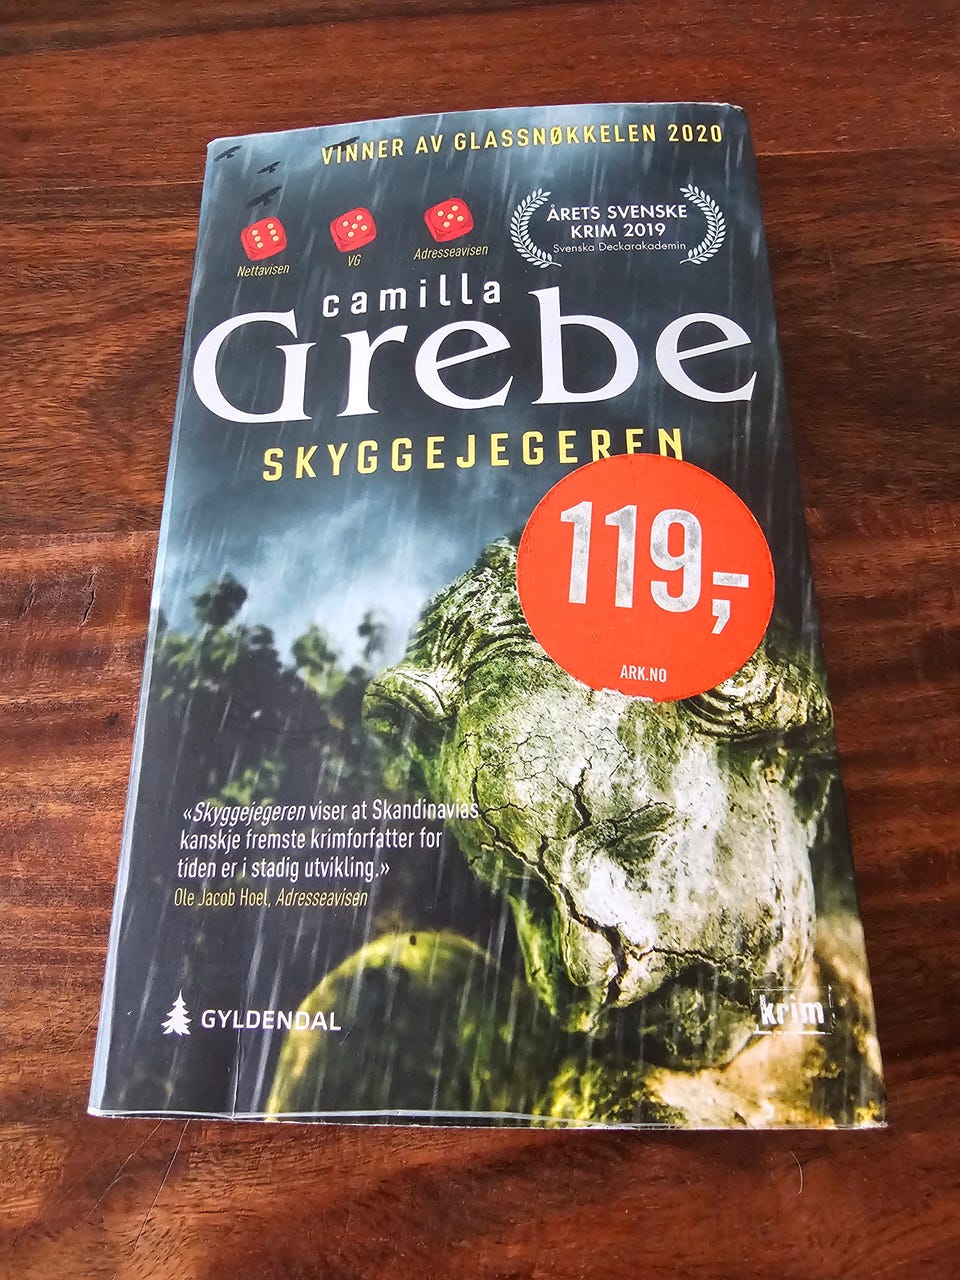 VINNER AV GLASSNØKKELEN 2020
Nettavisen
VG
Adresseavisen
ÅRETS SVENSKE
KRIM 2019
Svenska Deckarakademin
camilla
Grebe
SKYGGEJEGEREN
119,-
ARK.NO
«Skyggejegeren viser at Skandinavias
kanskje fremste krimforfatter for
tiden er i stadig utvikling.»
Ole Jacob Hoel, Adresseavisen
GYLDENDAL
krim